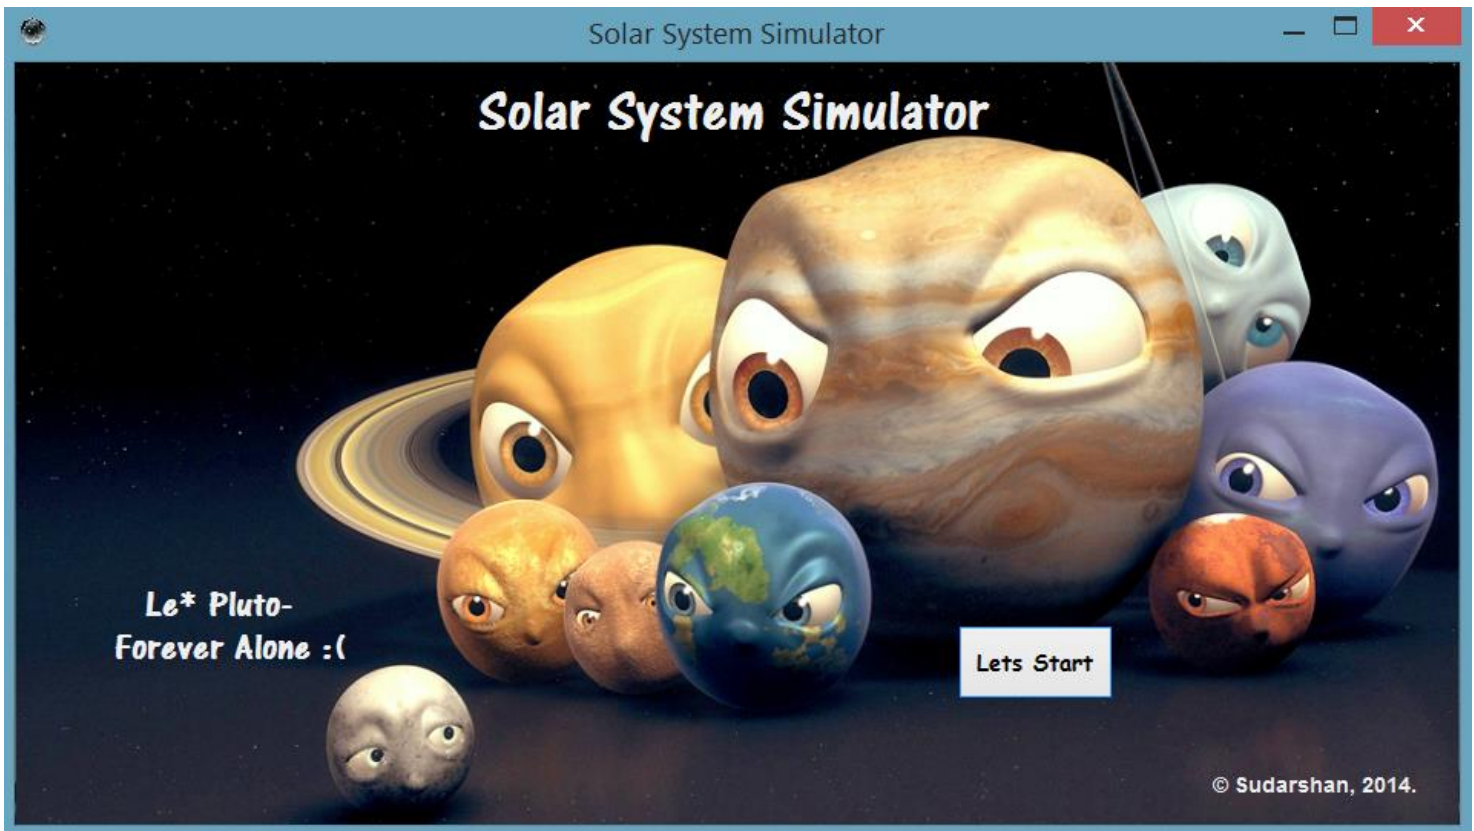 Solar System Simulator
Solar System Simulator
Le* Pluto-
Forever Alone :(
Lets Start
© Sudarshan, 2014.